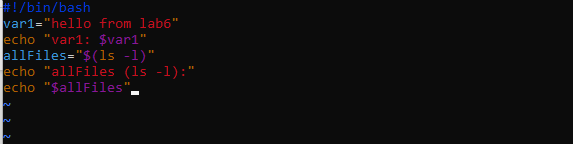 #!/bin/bash
var1="hello from lab6"
echo "var1: $var1"
allFiles="$(ls -l)"
echo "allFiles (ls -l):"
echo "$allFiles"
~
~
~